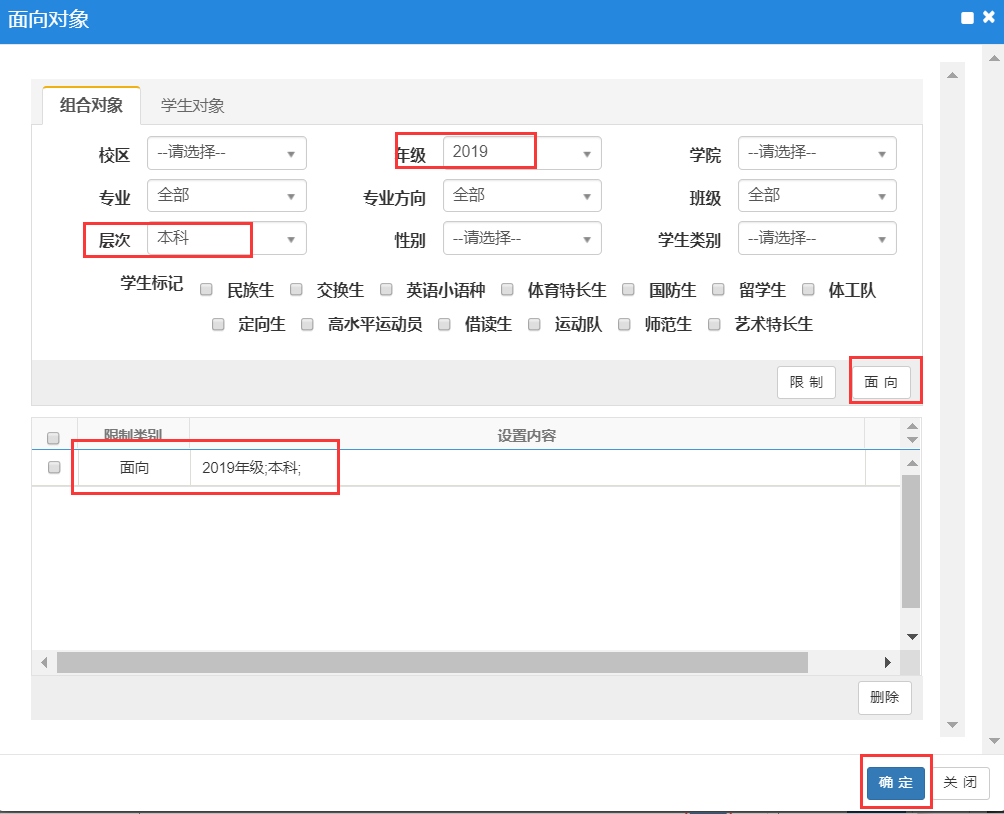 面向对象
组合对象 学生对象
校区 --请选择-- 年级 2019 学院 --请选择--
专业 全部 专业方向 全部 班级 全部
层次 本科 性别 --请选择-- 学生类别 --请选择--
学生标记 民族生 交换生 英语小语种 体育特长生 国防生 留学生 体工队
定向生 高水平运动员 借读生 运动队 师范生 艺术特长生
限 制 面 向
限制类别 设置内容
面向 2019年级;本科;
删除
确 定 关 闭